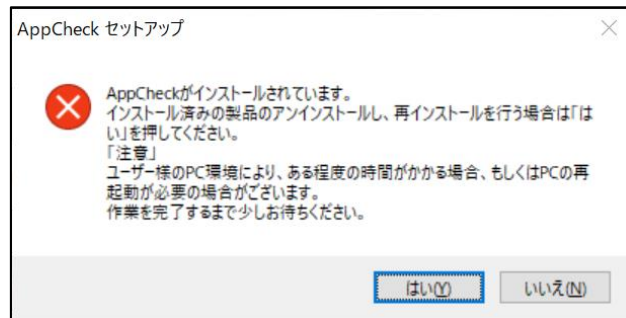 AppCheck セットアップ
AppCheckがインストールされています。
インストール済みの製品のアンインストールし、再インストールを行う場合は「は
い」を押してください。
「注意」
ユーザー様のPC環境により、ある程度の時間がかかる場合、もしくはPCの再
起動が必要の場合がございます。
作業を完了するまで少しお待ちください。
はい(Y)
いいえ(N)